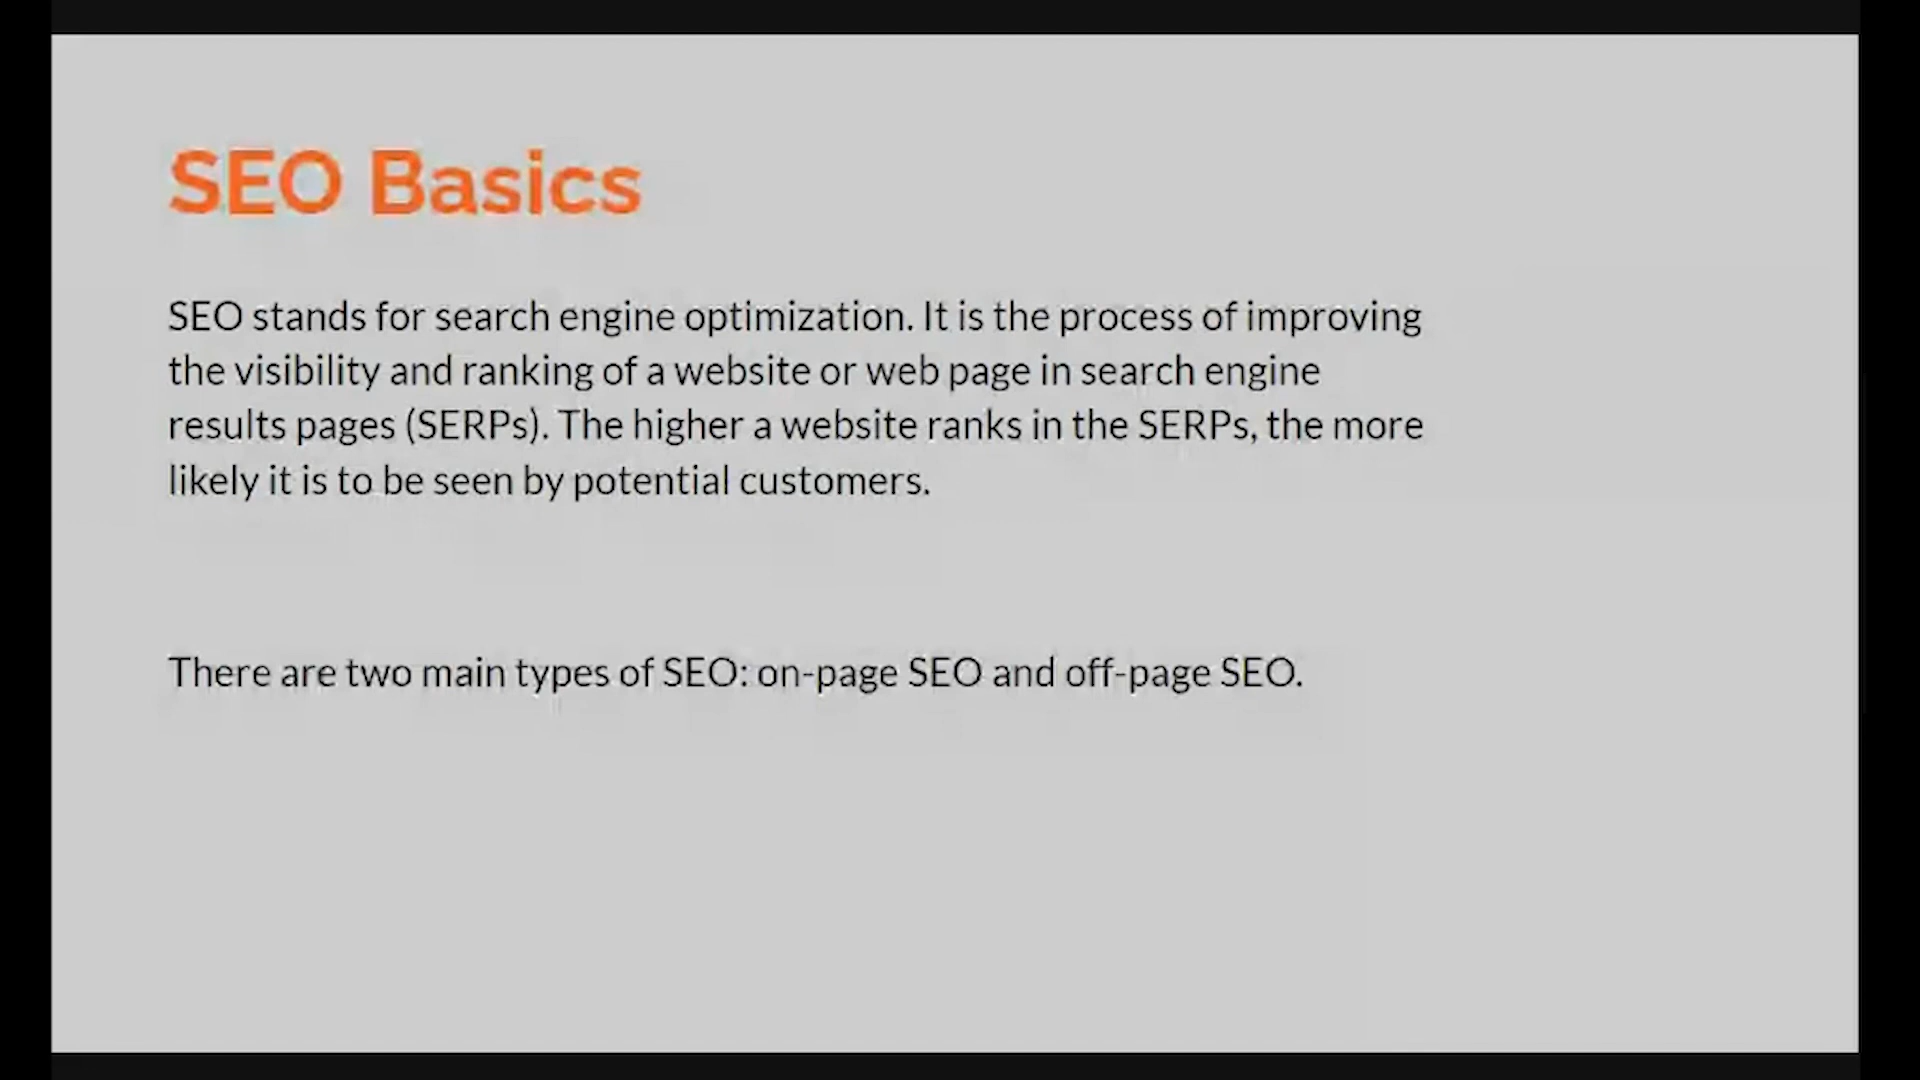 SEO Basics
SEO stands for search engine optimization. It is the process of improving
the visibility and ranking of a website or web page in search engine
results pages (SERPs). The higher a website ranks in the SERPs, the more
likely it is to be seen by potential customers.
There are two main types of SEO: on-page SEO and off-page SEO.